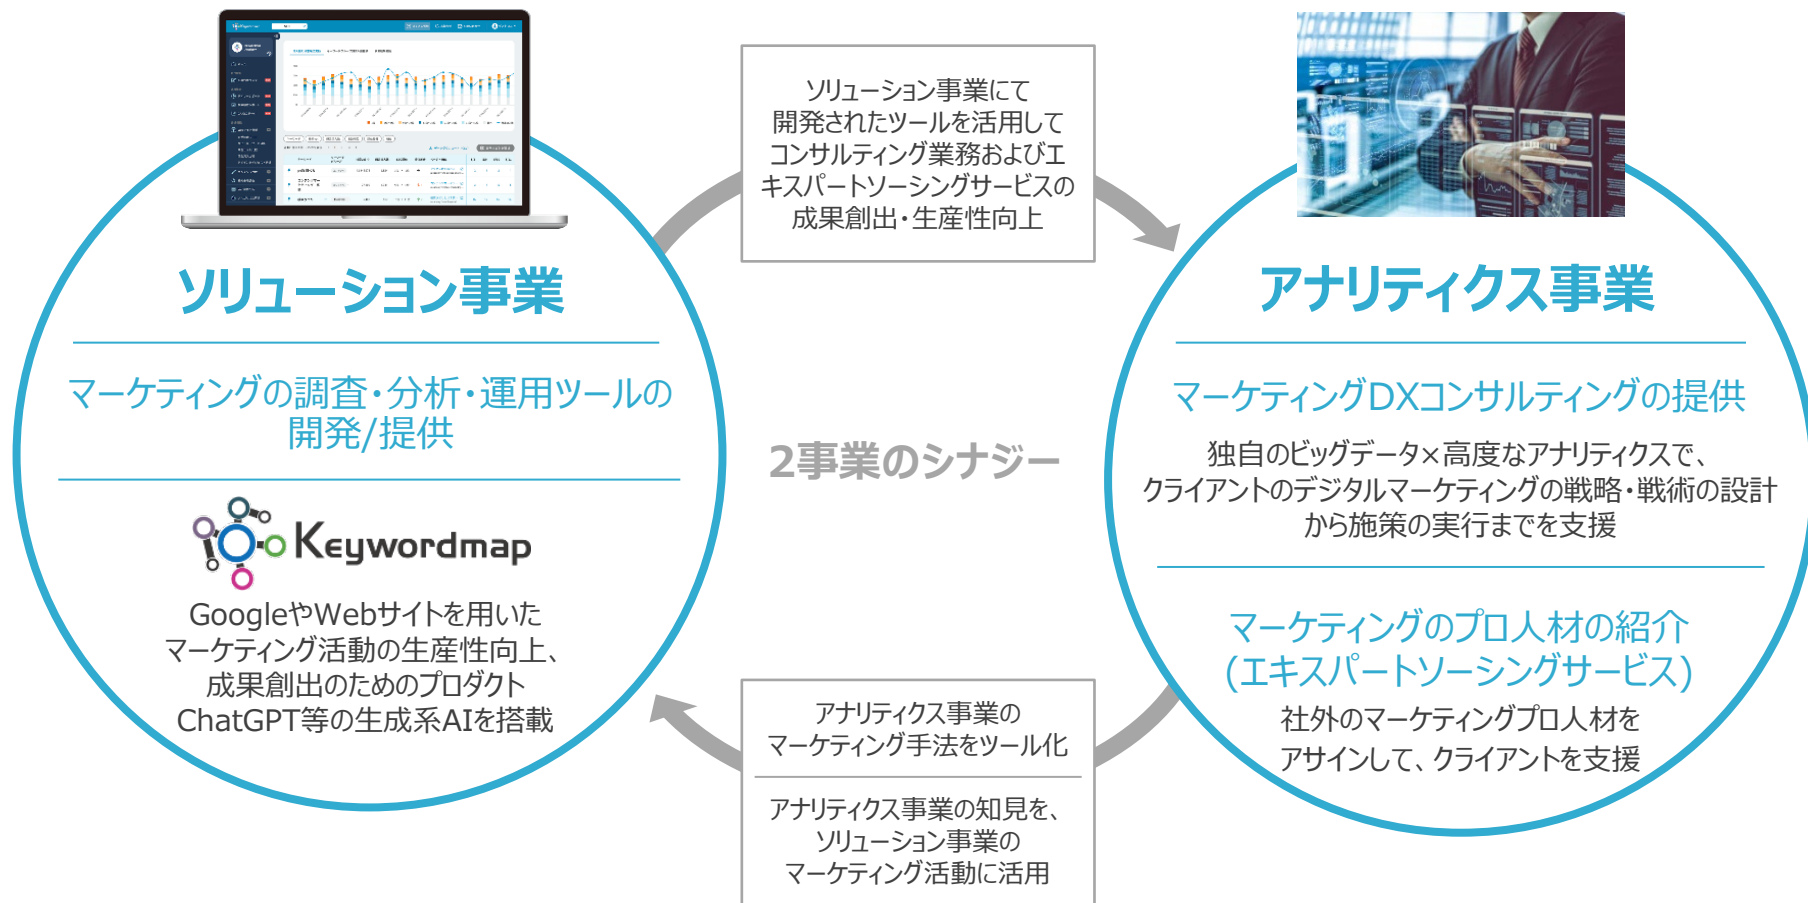 ソリューション事業
マーケティングの調査・分析・運用ツールの
開発/提供
Keywordmap
GoogleやWebサイトを用いた
マーケティング活動の生産性向上、
成果創出のためのプロダクト
ChatGPT等の生成系AIを搭載
ソリューション事業にて
開発されたツールを活用して
コンサルティング業務およびエ
キスパートソーシングサービスの
成果創出・生産性向上
2事業のシナジー
アナリティクス事業の
マーケティング手法をツール化
アナリティクス事業の知見を、
ソリューション事業の
マーケティング活動に活用
アナリティクス事業
マーケティングDXコンサルティングの提供
独自のビッグデータ×高度なアナリティクスで、
クライアントのデジタルマーケティングの戦略・戦術の設計
から施策の実行までを支援
マーケティングのプロ人材の紹介
(エキスパートソーシングサービス)
社外のマーケティングプロ人材を
アサインして、クライアントを支援